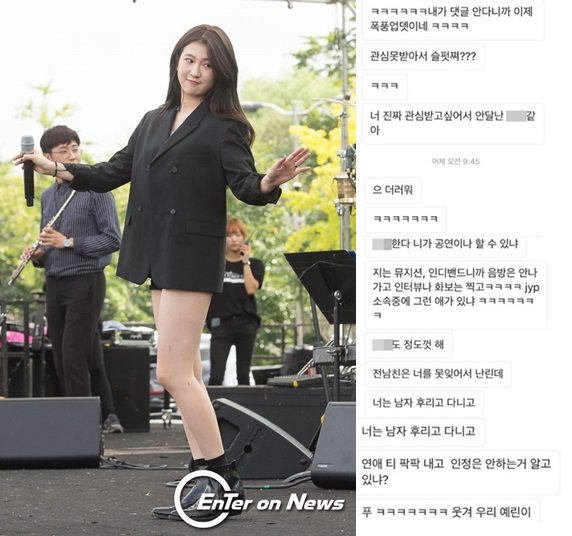 ㅋㅋㅋㅋㅋㅋ내가 댓글 안다니까 이제
폭풍업뎃이네 ㅋㅋㅋㅋ
관심못받아서 슬펏쪄???
ㅋㅋㅋ
너 진짜 관심받고싶어서 안달난 같
아
어제 오전 9:45
으 더러워
ㅋㅋㅋㅋㅋㅋㅋ
한다 니가 공연이나 할 수 있냐
지는 뮤지션, 인디밴드니까 음방은 안나
가고 인터뷰나 화보는 찍고ㅋㅋㅋㅋ jyp
소속중에 그런 애가 있냐 ㅋㅋㅋㅋㅋㅋ
ㅋ
도 정도껏 해
전남친은 너를 못잊어서 난린데
너는 남자 후리고 다니고
너는 남자 후리고 다니고
연애 티 팍팍 내고 인정은 안하는거 알고
있냐?
푸 ㅋㅋㅋㅋㅋㅋㅋ 웃겨 우리 예린이
EnTer on News